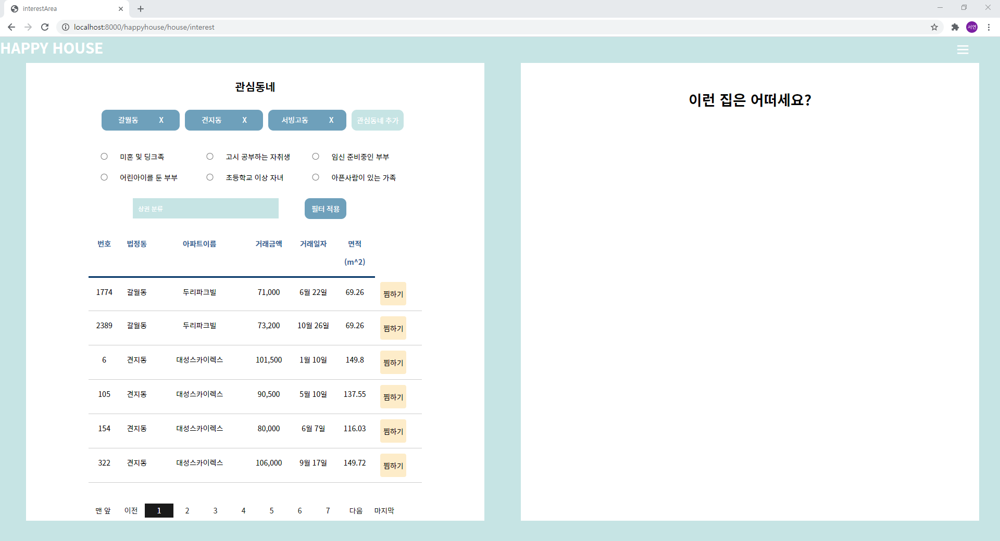 interestArea
localhost:8000/happyhouse/house/interest
서연
HAPPY HOUSE
관심동네
갈월동 X 견지동 X 서빙고동 X 관심동네 추가
미혼 및 딩크족 고시 공부하는 자취생 임신 준비중인 부부
어린아이를 둔 부부 초등학교 이상 자녀 아픈사람이 있는 가족
상권 분류 필터 적용
번호 법정동 아파트이름 거래금액 거래일자 면적
(m^2)
1774 갈월동 두리파크빌 71,000 6월 22일 69.26 찜하기
2389 갈월동 두리파크빌 73,200 10월 26일 69.26 찜하기
6 견지동 대성스카이렉스 101,500 1월 10일 149.8 찜하기
105 견지동 대성스카이렉스 90,500 5월 10일 137.55 찜하기
154 견지동 대성스카이렉스 80,000 6월 7일 116.03 찜하기
322 견지동 대성스카이렉스 106,000 9월 17일 149.72 찜하기
맨 앞 이전 1 2 3 4 5 6 7 다음 마지막
이런 집은 어떠세요?